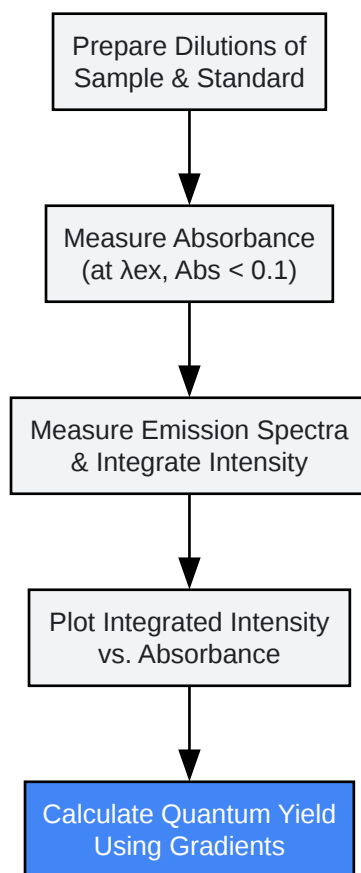 Prepare Dilutions of
Sample & Standard
Measure Absorbance
(at λex, Abs < 0.1)
Measure Emission Spectra
& Integrate Intensity
Plot Integrated Intensity
vs. Absorbance
Calculate Quantum Yield
Using Gradients